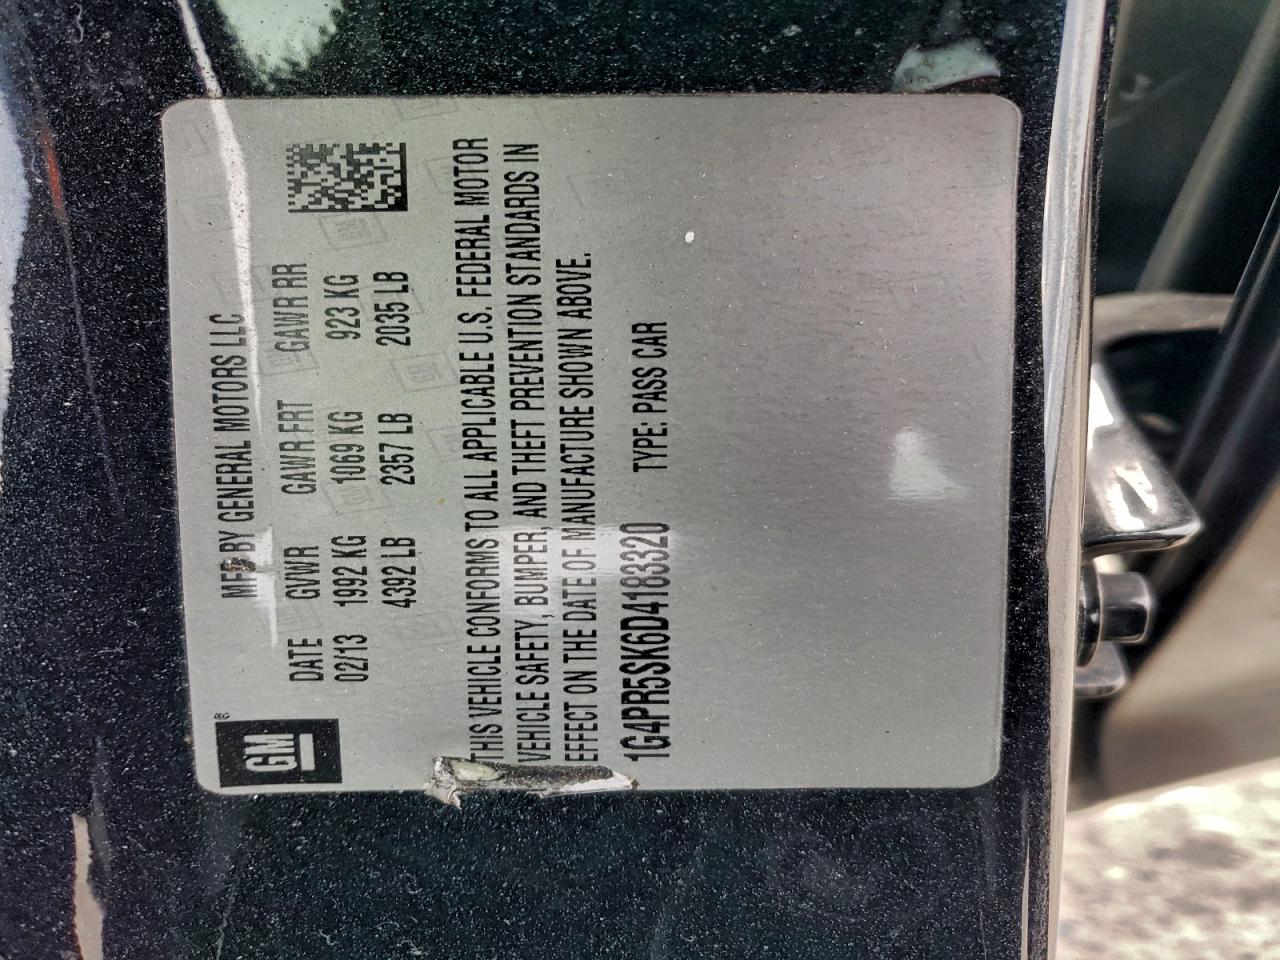 GM®
MFD BY GENERAL MOTORS LLC
DATE GVWR GAWR FRT GAWR RR
02/13 1992 KG 1069 KG 923 KG
4392 LB 2357 LB 2035 LB
THIS VEHICLE CONFORMS TO ALL APPLICABLE U.S. FEDERAL MOTOR
VEHICLE SAFETY, BUMPER, AND THEFT PREVENTION STANDARDS IN
EFFECT ON THE DATE OF MANUFACTURE SHOWN ABOVE.
1G4PR5SK6D4183320 TYPE: PASS CAR